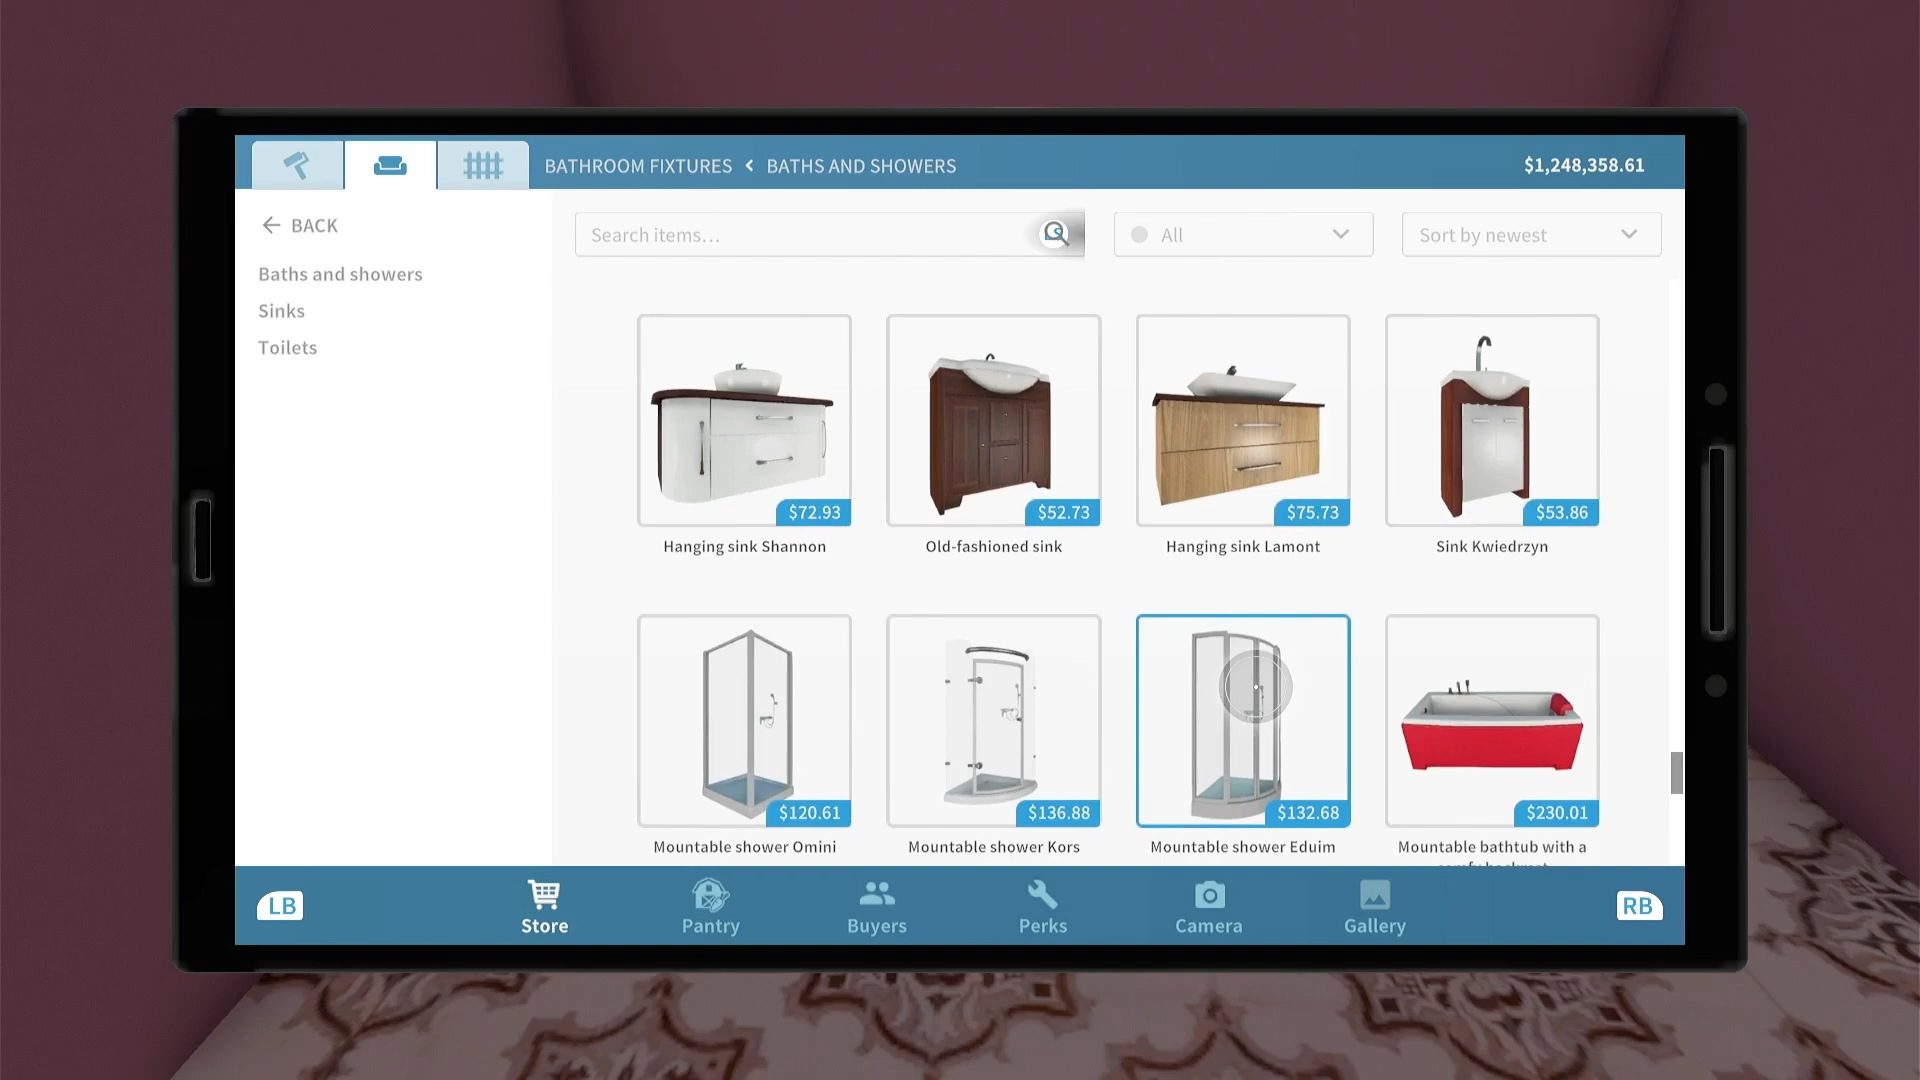 BATHROOM FIXTURES < BATHS AND SHOWERS
$1,248,358.61
BACK
Baths and showers
Sinks
Toilets
Search items...
All
Sort by newest
$72.93
$52.73
$75.73
$53.86
Hanging sink Shannon
Old-fashioned sink
Hanging sink Lamont
Sink Kwiedrzyn
$120.61
$136.88
$132.68
$230.01
Mountable shower Omini
Mountable shower Kors
Mountable shower Eduim
Mountable bathtub with a
LB
Store
Pantry
Buyers
Perks
Camera
Gallery
RB